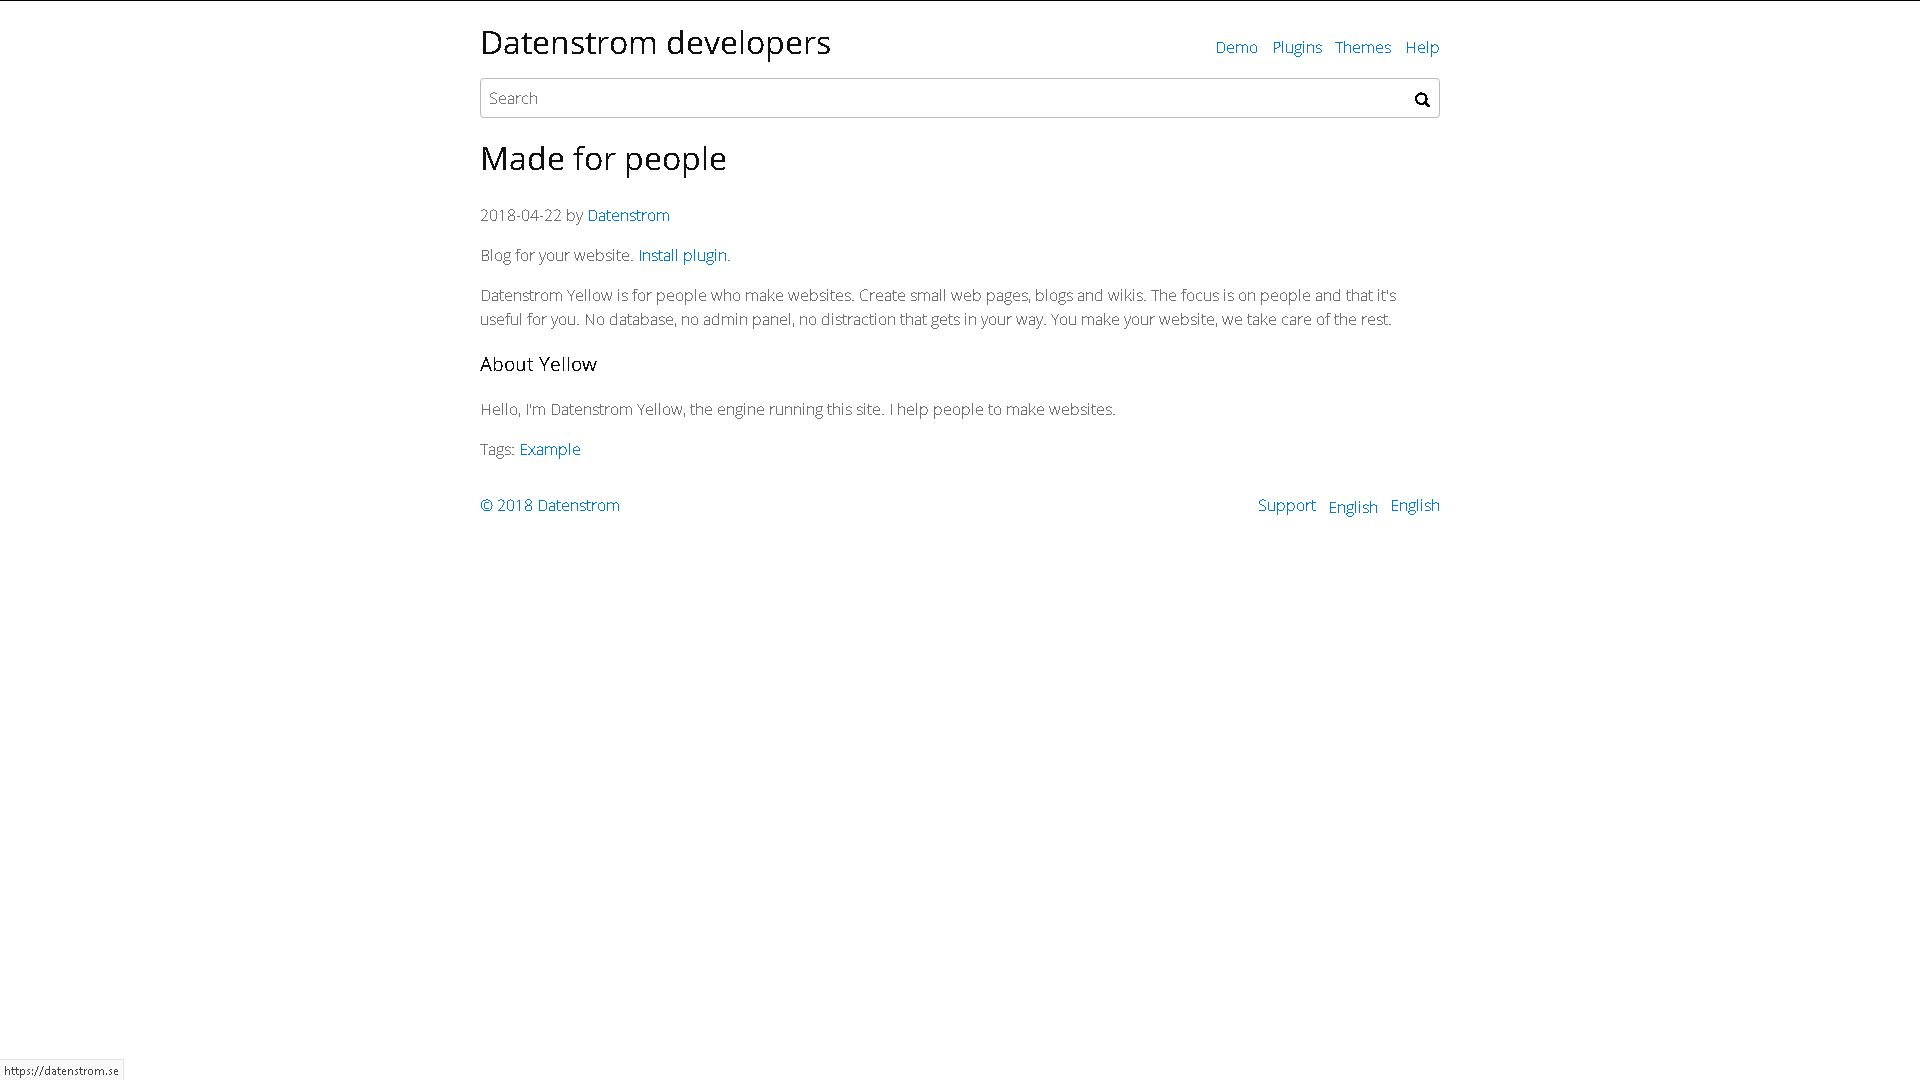 Datenstrom developers
Demo Plugins Themes Help
Search
Made for people
2018-04-22 by Datenstrom
Blog for your website. Install plugin.
Datenstrom Yellow is for people who make websites. Create small web pages, blogs and wikis. The focus is on people and that it's
useful for you. No database, no admin panel, no distraction that gets in your way. You make your website, we take care of the rest.
About Yellow
Hello, I'm Datenstrom Yellow, the engine running this site. I help people to make websites.
Tags: Example
© 2018 Datenstrom
Support English English
https://datenstrom.se